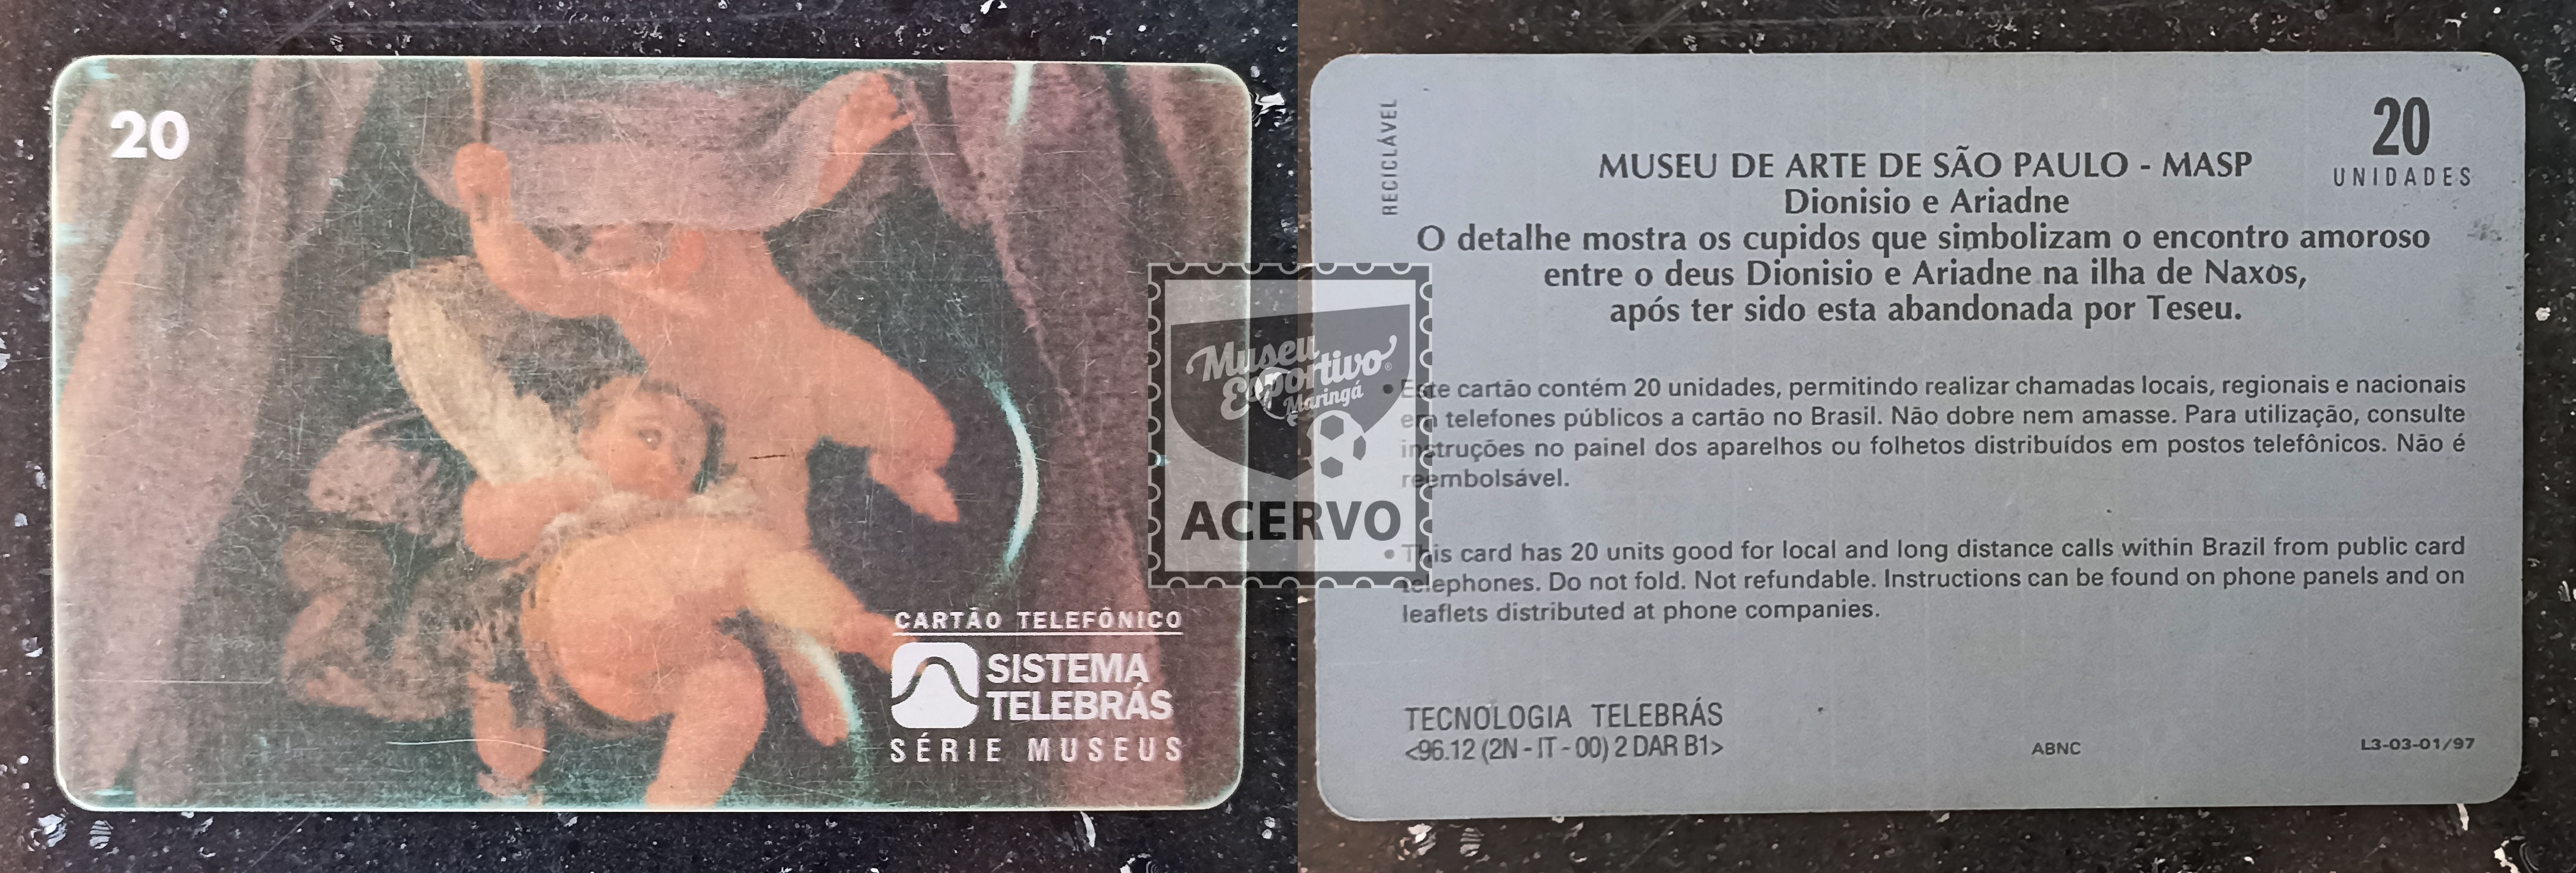 20
CARTÃO TELEFÔNICO
SISTEMA
TELEBRÁS
SÉRIE MUSEUS
Museu
Esportivo
Maringá
ACERVO
RECICLÁVEL
20
UNIDADES
MUSEU DE ARTE DE SÃO PAULO - MASP
Dionisio e Ariadne
O detalhe mostra os cupidos que simbolizam o encontro amoroso
entre o deus Dionisio e Ariadne na ilha de Naxos,
após ter sido esta abandonada por Teseu.
• Este cartão contém 20 unidades, permitindo realizar chamadas locais, regionais e nacionais
em telefones públicos a cartão no Brasil. Não dobre nem amasse. Para utilização, consulte
instruções no painel dos aparelhos ou folhetos distribuídos em postos telefônicos. Não é
reembolsável.
• This card has 20 units good for local and long distance calls within Brazil from public card
telephones. Do not fold. Not refundable. Instructions can be found on phone panels and on
leaflets distributed at phone companies.
TECNOLOGIA TELEBRÁS
<96.12 (2N - IT - 00) 2 DAR B1>
ABNC
L3-03-01/97